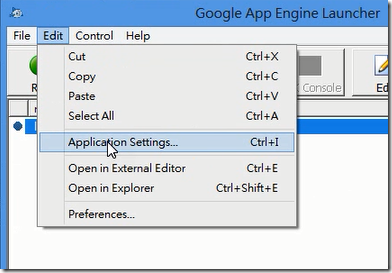 Google App Engine Launcher
File Edit Control Help
Cut Ctrl+X
Copy Ctrl+C
Paste Ctrl+V
Select All Ctrl+A
Application Settings... Ctrl+I
Open in External Editor Ctrl+E
Open in Explorer Ctrl+Shift+E
Preferences...
Console